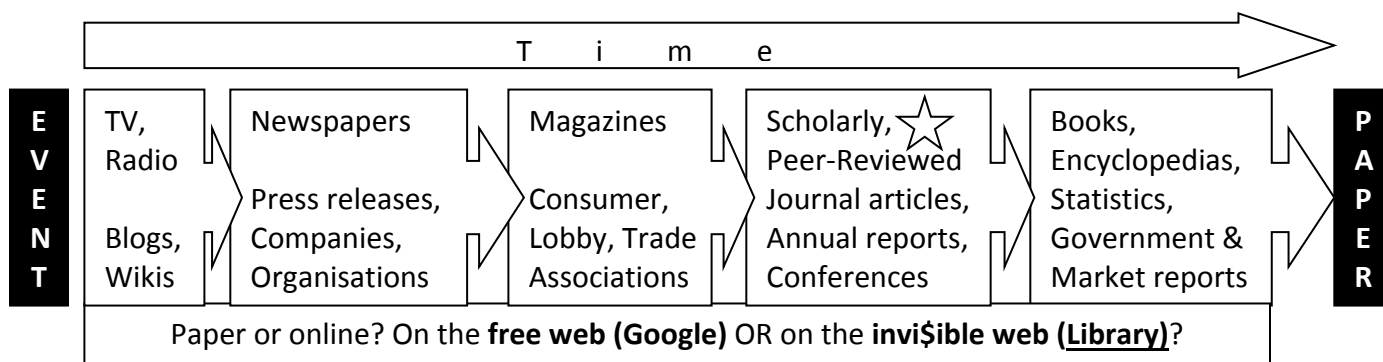 T i m e
EVENT
TV,
Radio
Blogs,
Wikis
Newspapers
Press releases,
Companies,
Organisations
Magazines
Consumer,
Lobby, Trade
Associations
Scholarly,
Peer-Reviewed
Journal articles,
Annual reports,
Conferences
Books,
Encyclopedias,
Statistics,
Government &
Market reports
PAPER
Paper or online? On the free web (Google) OR on the invi$ible web (Library)?